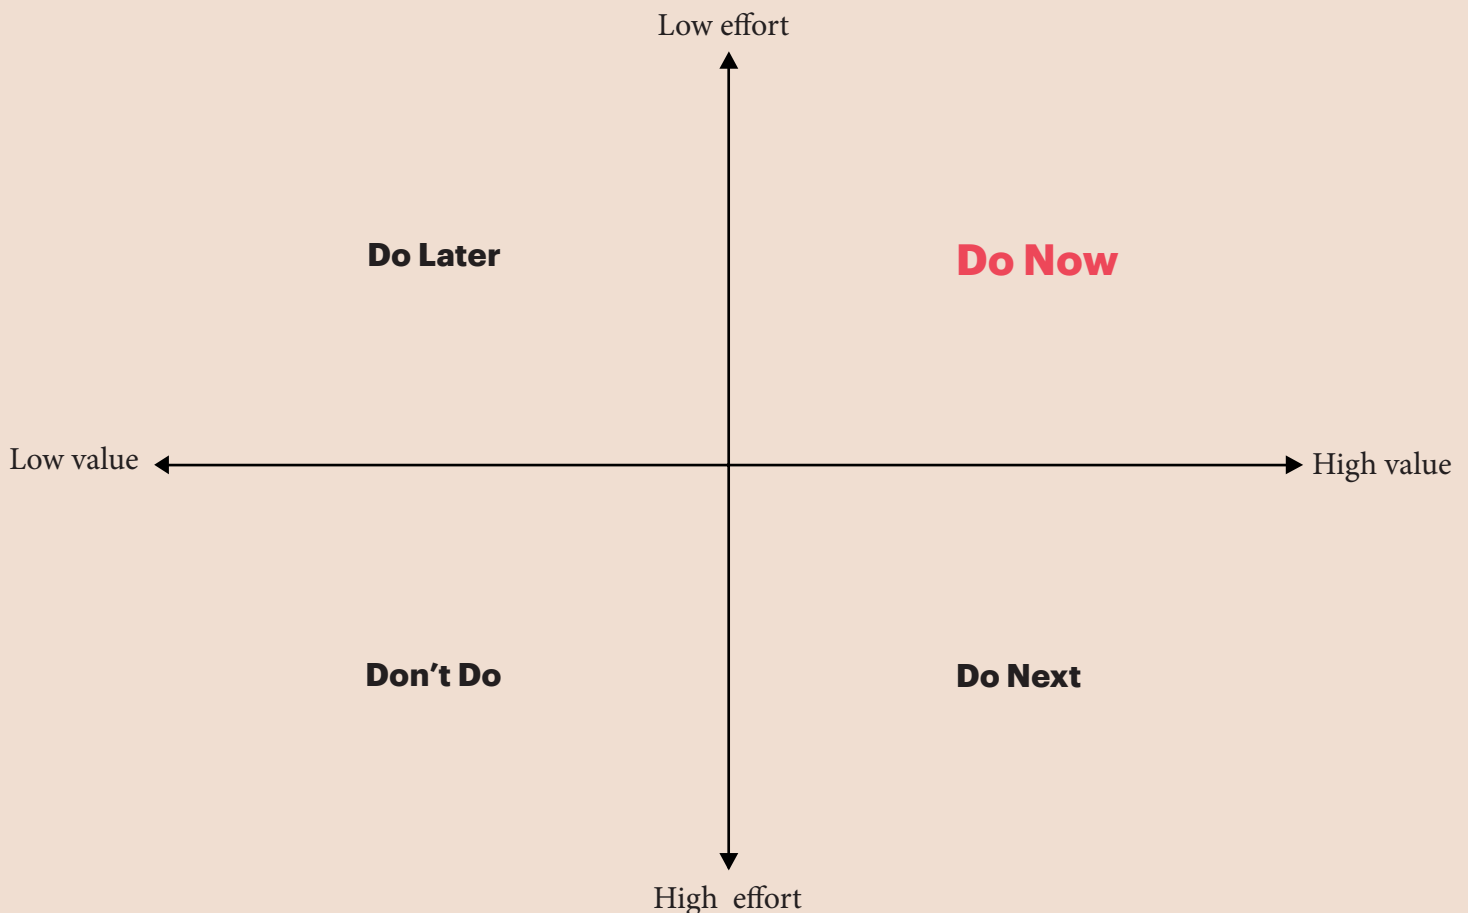 Low effort
Do Later
Do Now
Low value
High value
Don’t Do
Do Next
High  effort